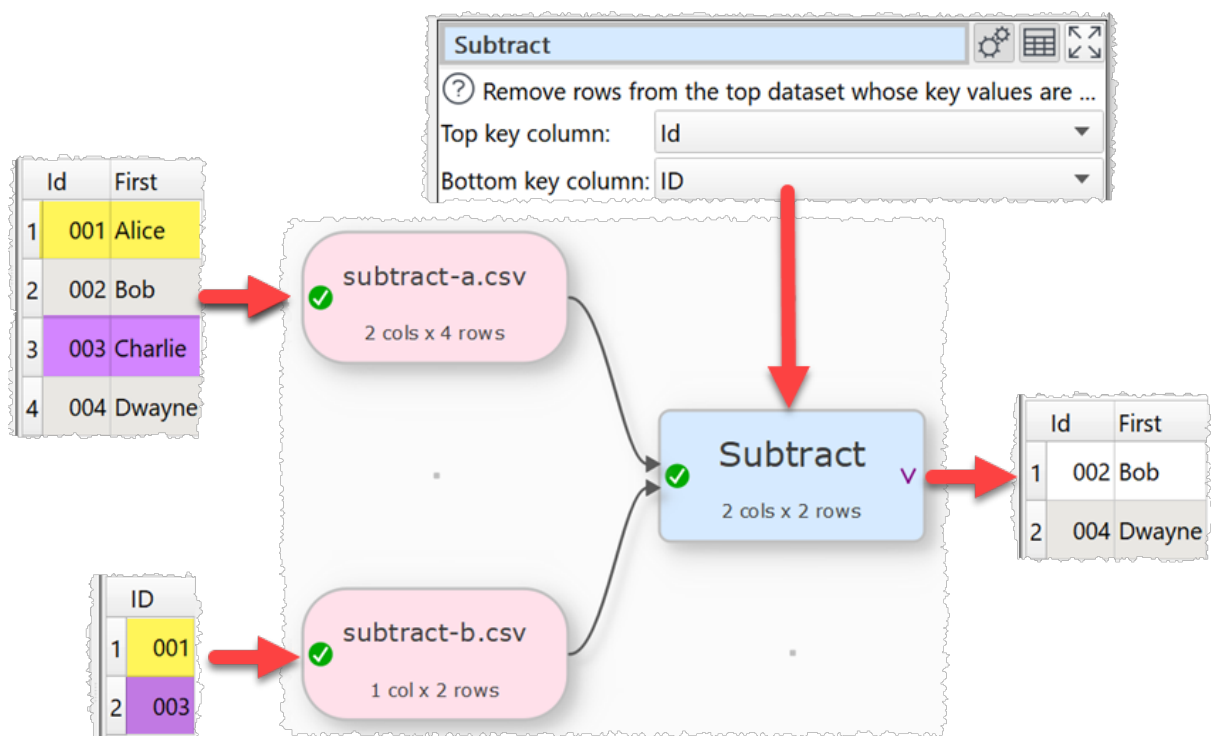 Subtract
? Remove rows from the top dataset whose key values are ...
Top key column: Id
Bottom key column: ID
Id First
1 001 Alice
2 002 Bob
3 003 Charlie
4 004 Dwayne
subtract-a.csv
2 cols x 4 rows
Subtract
V
2 cols x 2 rows
Id First
1 002 Bob
2 004 Dwayne
ID
1 001
2 003
subtract-b.csv
1 col x 2 rows